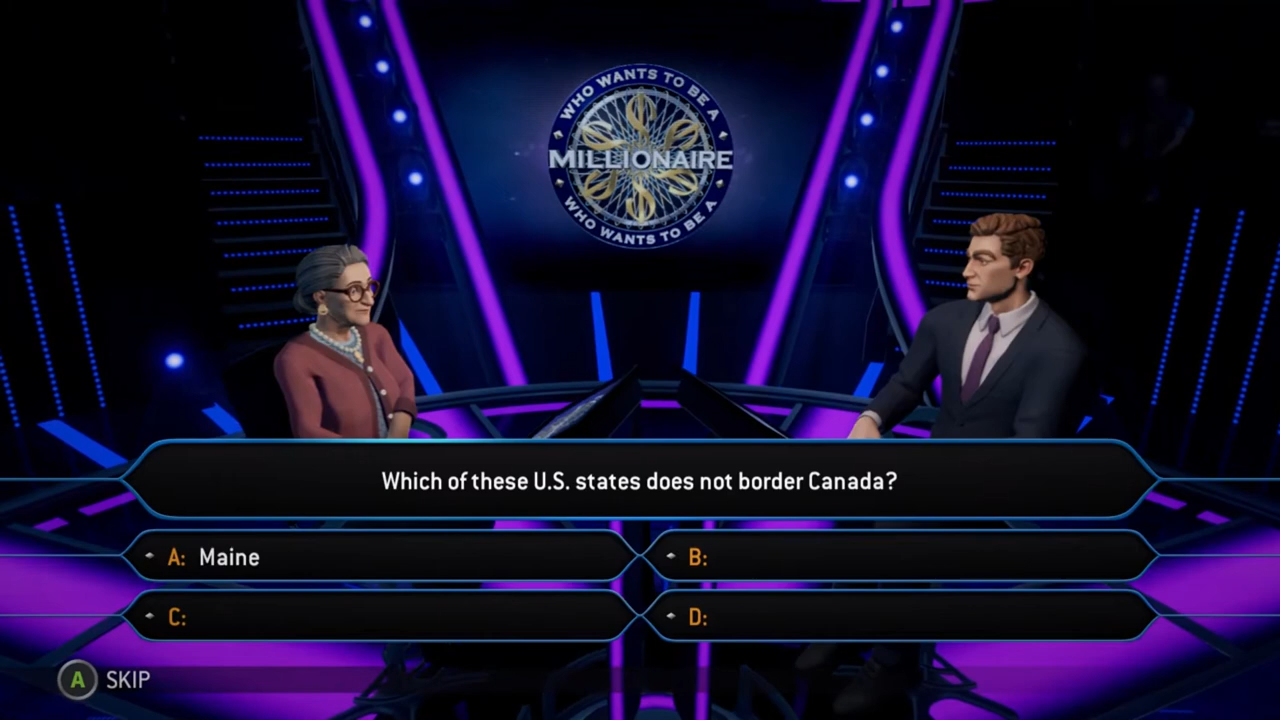 WHO WANTS TO BE A
MILLIONAIRE
WHO WANTS TO BE A
Which of these U.S. states does not border Canada?
A: Maine
B:
C:
D:
A SKIP